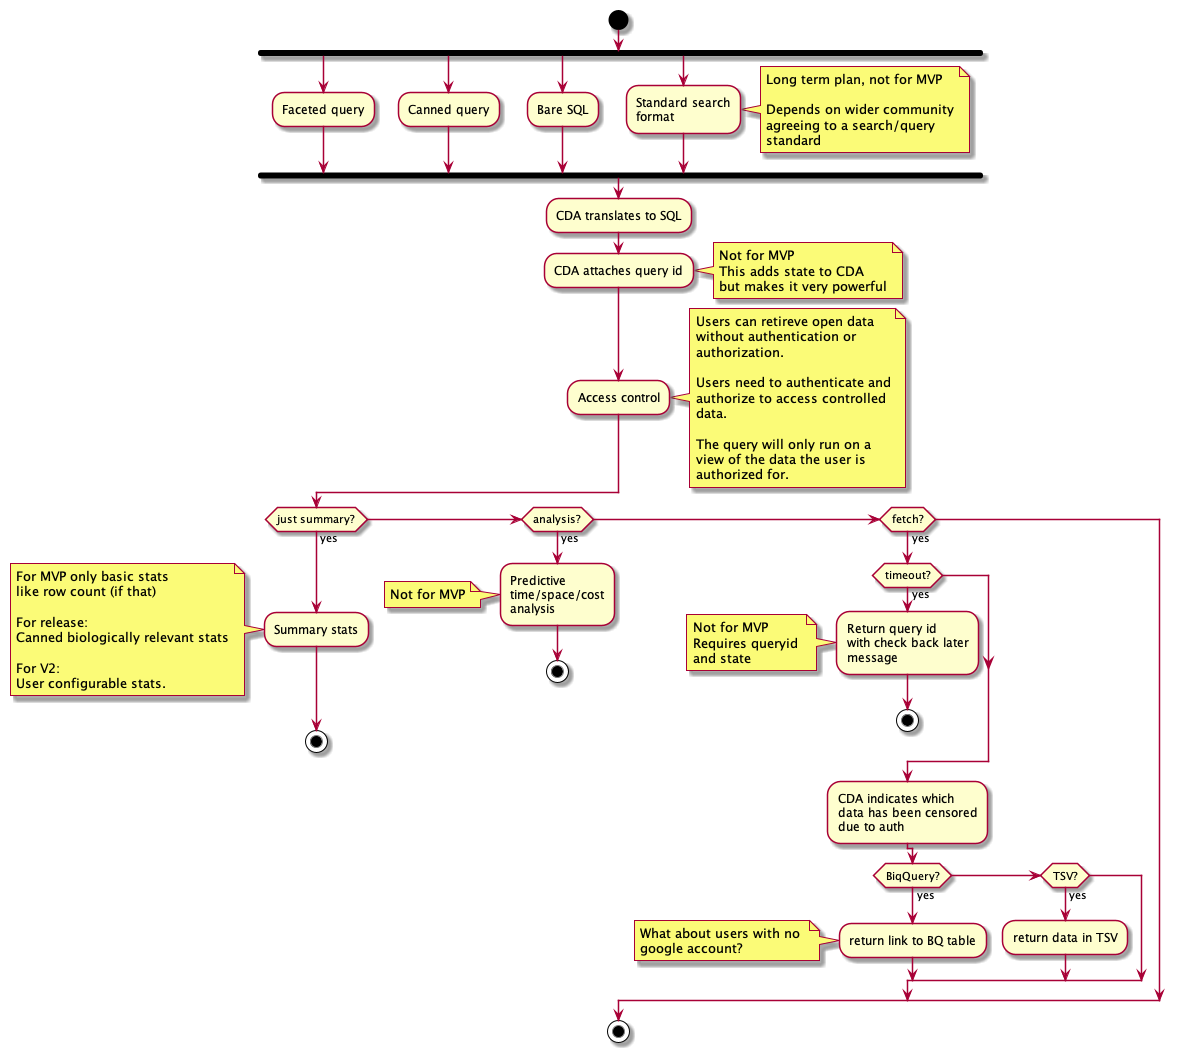 Faceted query
Canned query
Bare SQL
Standard search
format
Long term plan, not for MVP
Depends on wider community
agreeing to a search/query
standard
CDA translates to SQL
CDA attaches query id
Not for MVP
This adds state to CDA
but makes it very powerful
Access control
Users can retireve open data
without authentication or
authorization.
Users need to authenticate and
authorize to access controlled
data.
The query will only run on a
view of the data the user is
authorized for.
just summary?
yes
For MVP only basic stats
like row count (if that)
For release:
Canned biologically relevant stats
For V2:
User configurable stats.
Summary stats
analysis?
yes
Not for MVP
Predictive
time/space/cost
analysis
fetch?
yes
timeout?
yes
Not for MVP
Requires queryid
and state
Return query id
with check back later
message
CDA indicates which
data has been censored
due to auth
BiqQuery?
yes
What about users with no
google account?
return link to BQ table
TSV?
yes
return data in TSV